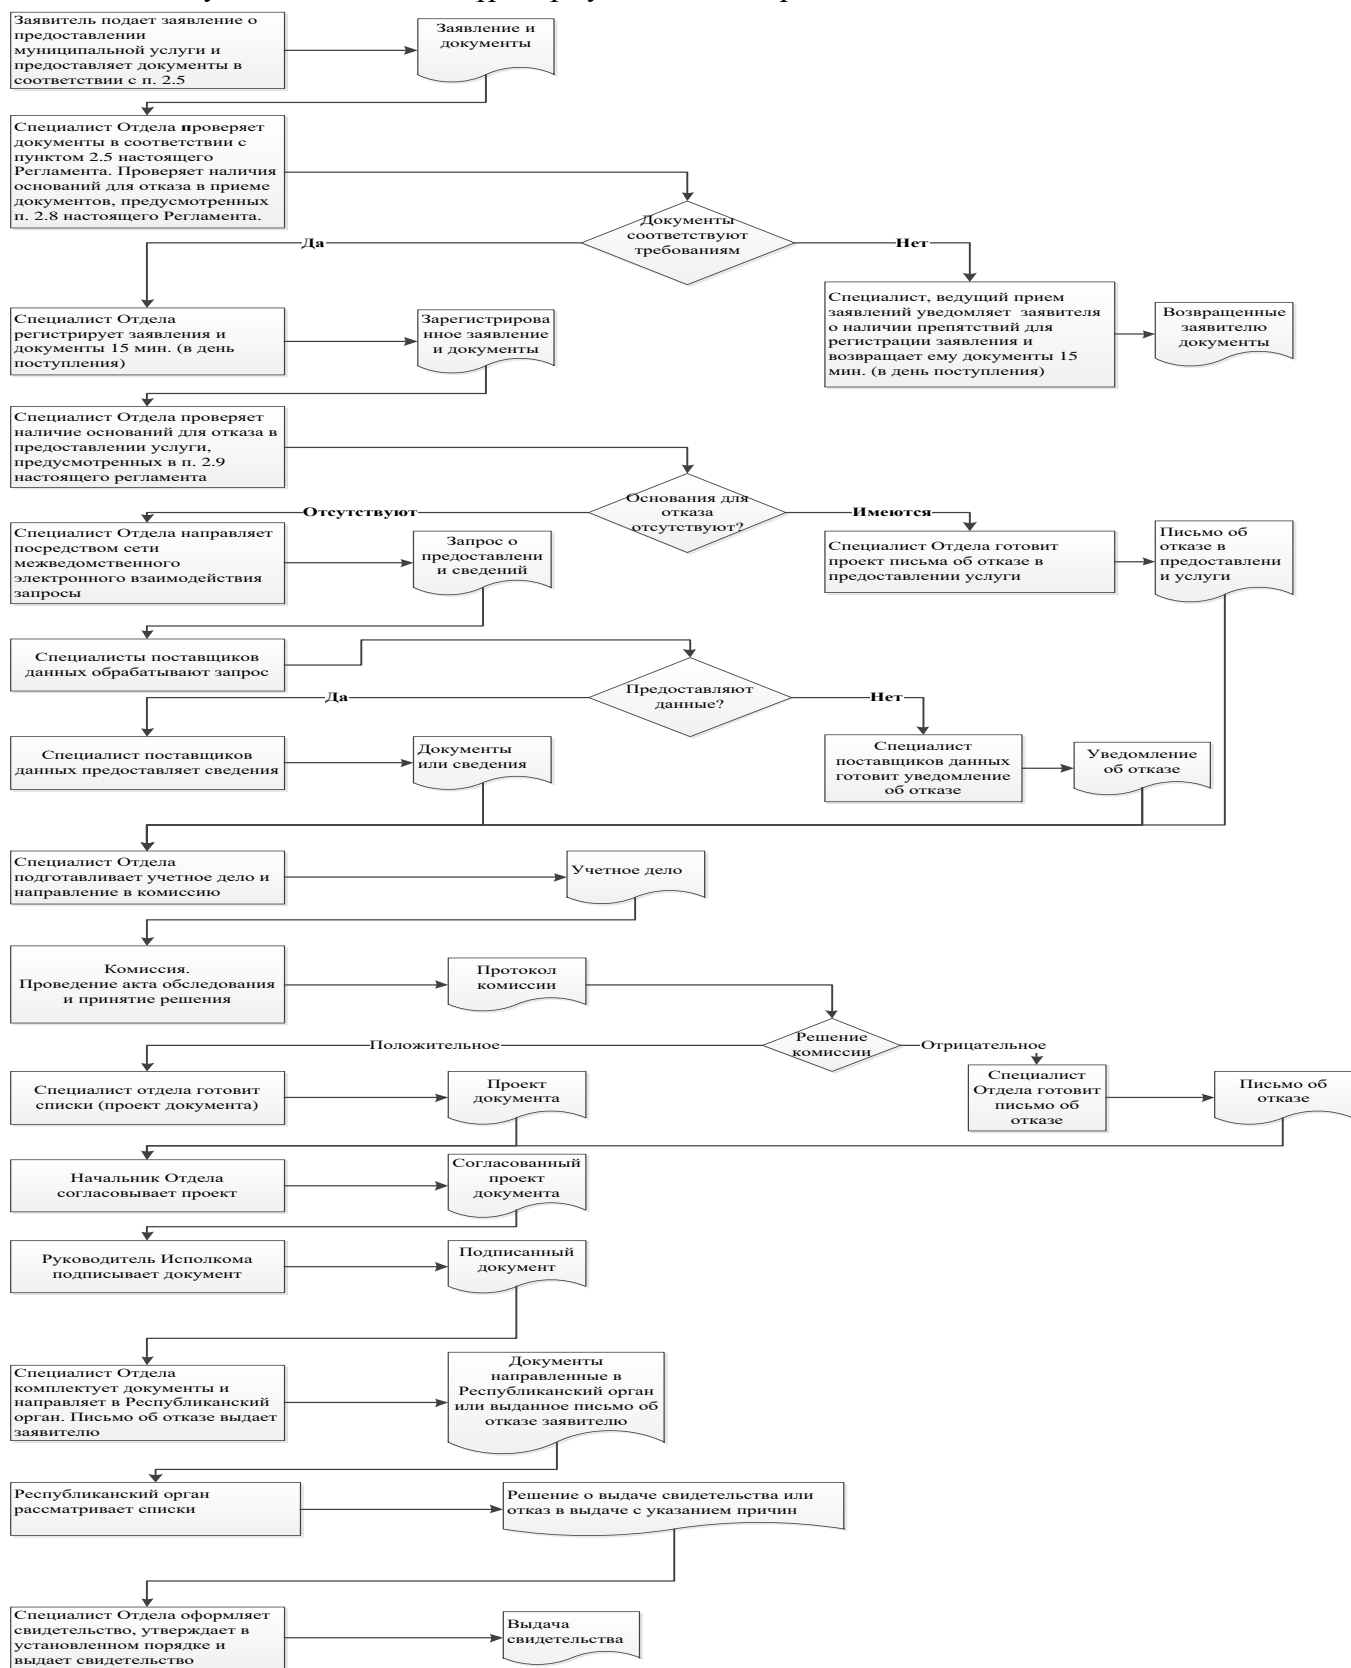 Заявитель подает заявление о
предоставлении
муниципальной услуги и
предоставляет документы в
соответствии с п. 2.5
Заявление и
документы
Специалист Отдела проверяет
документы в соответствии с
пунктом 2.5 настоящего
Регламента. Проверяет наличия
оснований для отказа в приеме
документов, предусмотренных
п. 2.8 настоящего Регламента.
Документы
соответствуют
требованиям
Да
Нет
Специалист Отдела
регистрирует заявления и
документы 15 мин. (в день
поступления)
Зарегистрирова
нное заявление
и документы
Специалист, ведущий прием
заявлений уведомляет заявителя
о наличии препятствий для
регистрации заявления и
возвращает ему документы 15
мин. (в день поступления)
Возвращенные
заявителю
документы
Специалист Отдела проверяет
наличие оснований для отказа в
предоставлении услуги,
предусмотренных в п. 2.9
настоящего регламента
Основания для
отказа
отсутствуют?
Отсутствуют
Имеются
Специалист Отдела направляет
посредством сети
межведомственного
электронного взаимодействия
запросы
Запрос о
предоставлени
и сведений
Специалист Отдела готовит
проект письма об отказе в
предоставлении услуги
Письмо об
отказе в
предоставлени
и услуги
Специалисты поставщиков
данных обрабатывают запрос
Предоставляют
данные?
Да
Нет
Специалист поставщиков
данных предоставляет сведения
Документы
или сведения
Специалист
поставщиков данных
готовит уведомление
об отказе
Уведомление
об отказе
Специалист Отдела
подготавливает учетное дело и
направление в комиссию
Учетное дело
Комиссия.
Проведение акта обследования
и принятие решения
Протокол
комиссии
Решение
комиссии
Положительное
Отрицательное
Специалист отдела готовит
списки (проект документа)
Проект
документа
Специалист
Отдела готовит
письмо об
отказе
Письмо об
отказе
Начальник Отдела
согласовывает проект
Согласованный
проект
документа
Руководитель Исполкома
подписывает документ
Подписанный
документ
Специалист Отдела
комплектует документы и
направляет в Республиканский
орган. Письмо об отказе выдает
заявителю
Документы
направленные в
Республиканский орган
или выданное письмо об
отказе заявителю
Республиканский орган
рассматривает списки
Решение о выдаче свидетельства или
отказ в выдаче с указанием причин
Специалист Отдела оформляет
свидетельство, утверждает в
установленном порядке и
выдает свидетельство
Выдача
свидетельства